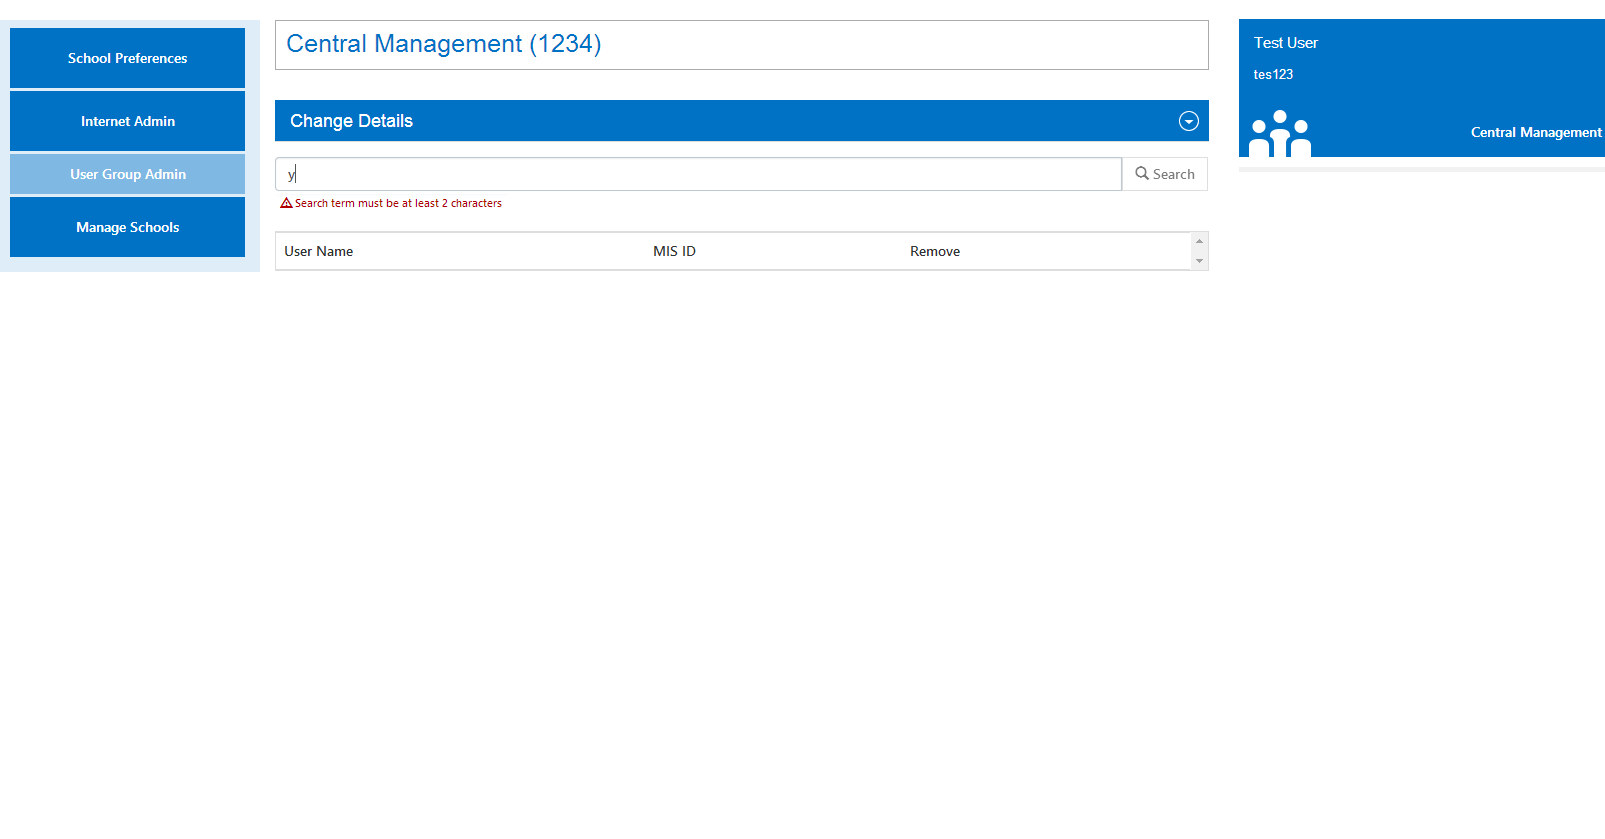 School Preferences
Internet Admin
User Group Admin
Manage Schools
Central Management (1234)
Change Details
y
Search
Search term must be at least 2 characters
User Name MIS ID Remove
Test User
tes123
Central Management